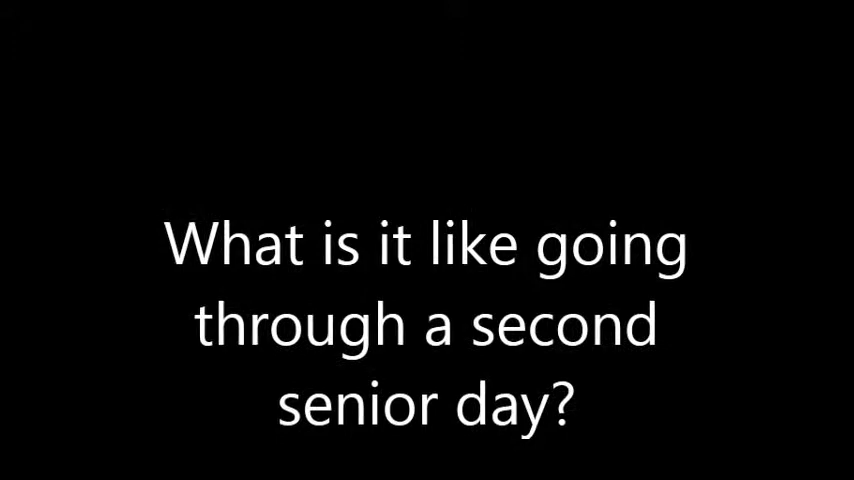 What is it like going
through a second
senior day?